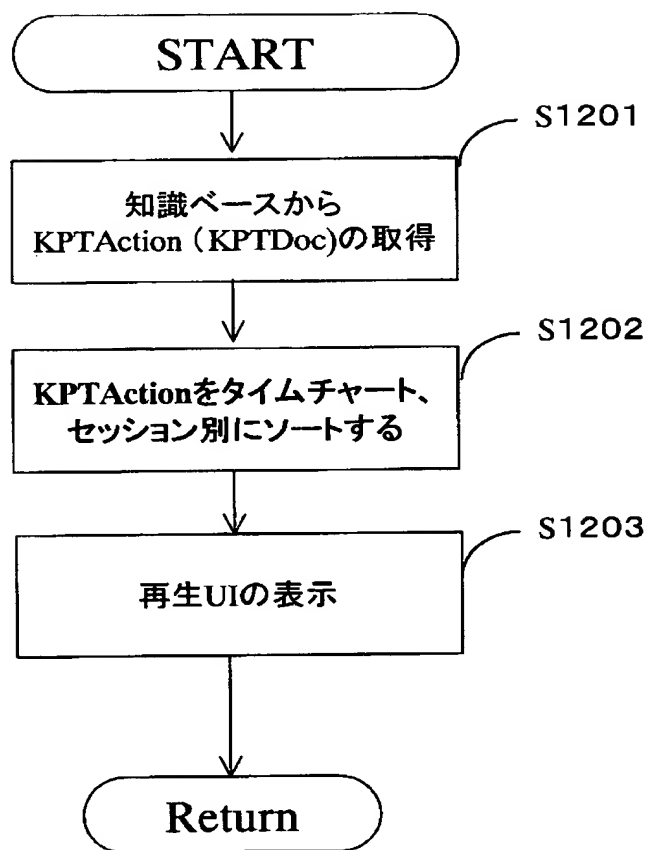 START
S1201
知識ベースから
KPTAction（KPTDoc)の取得
S1202
KPTActionをタイムチャート、
セッション別にソートする
S1203
再生UIの表示
Return